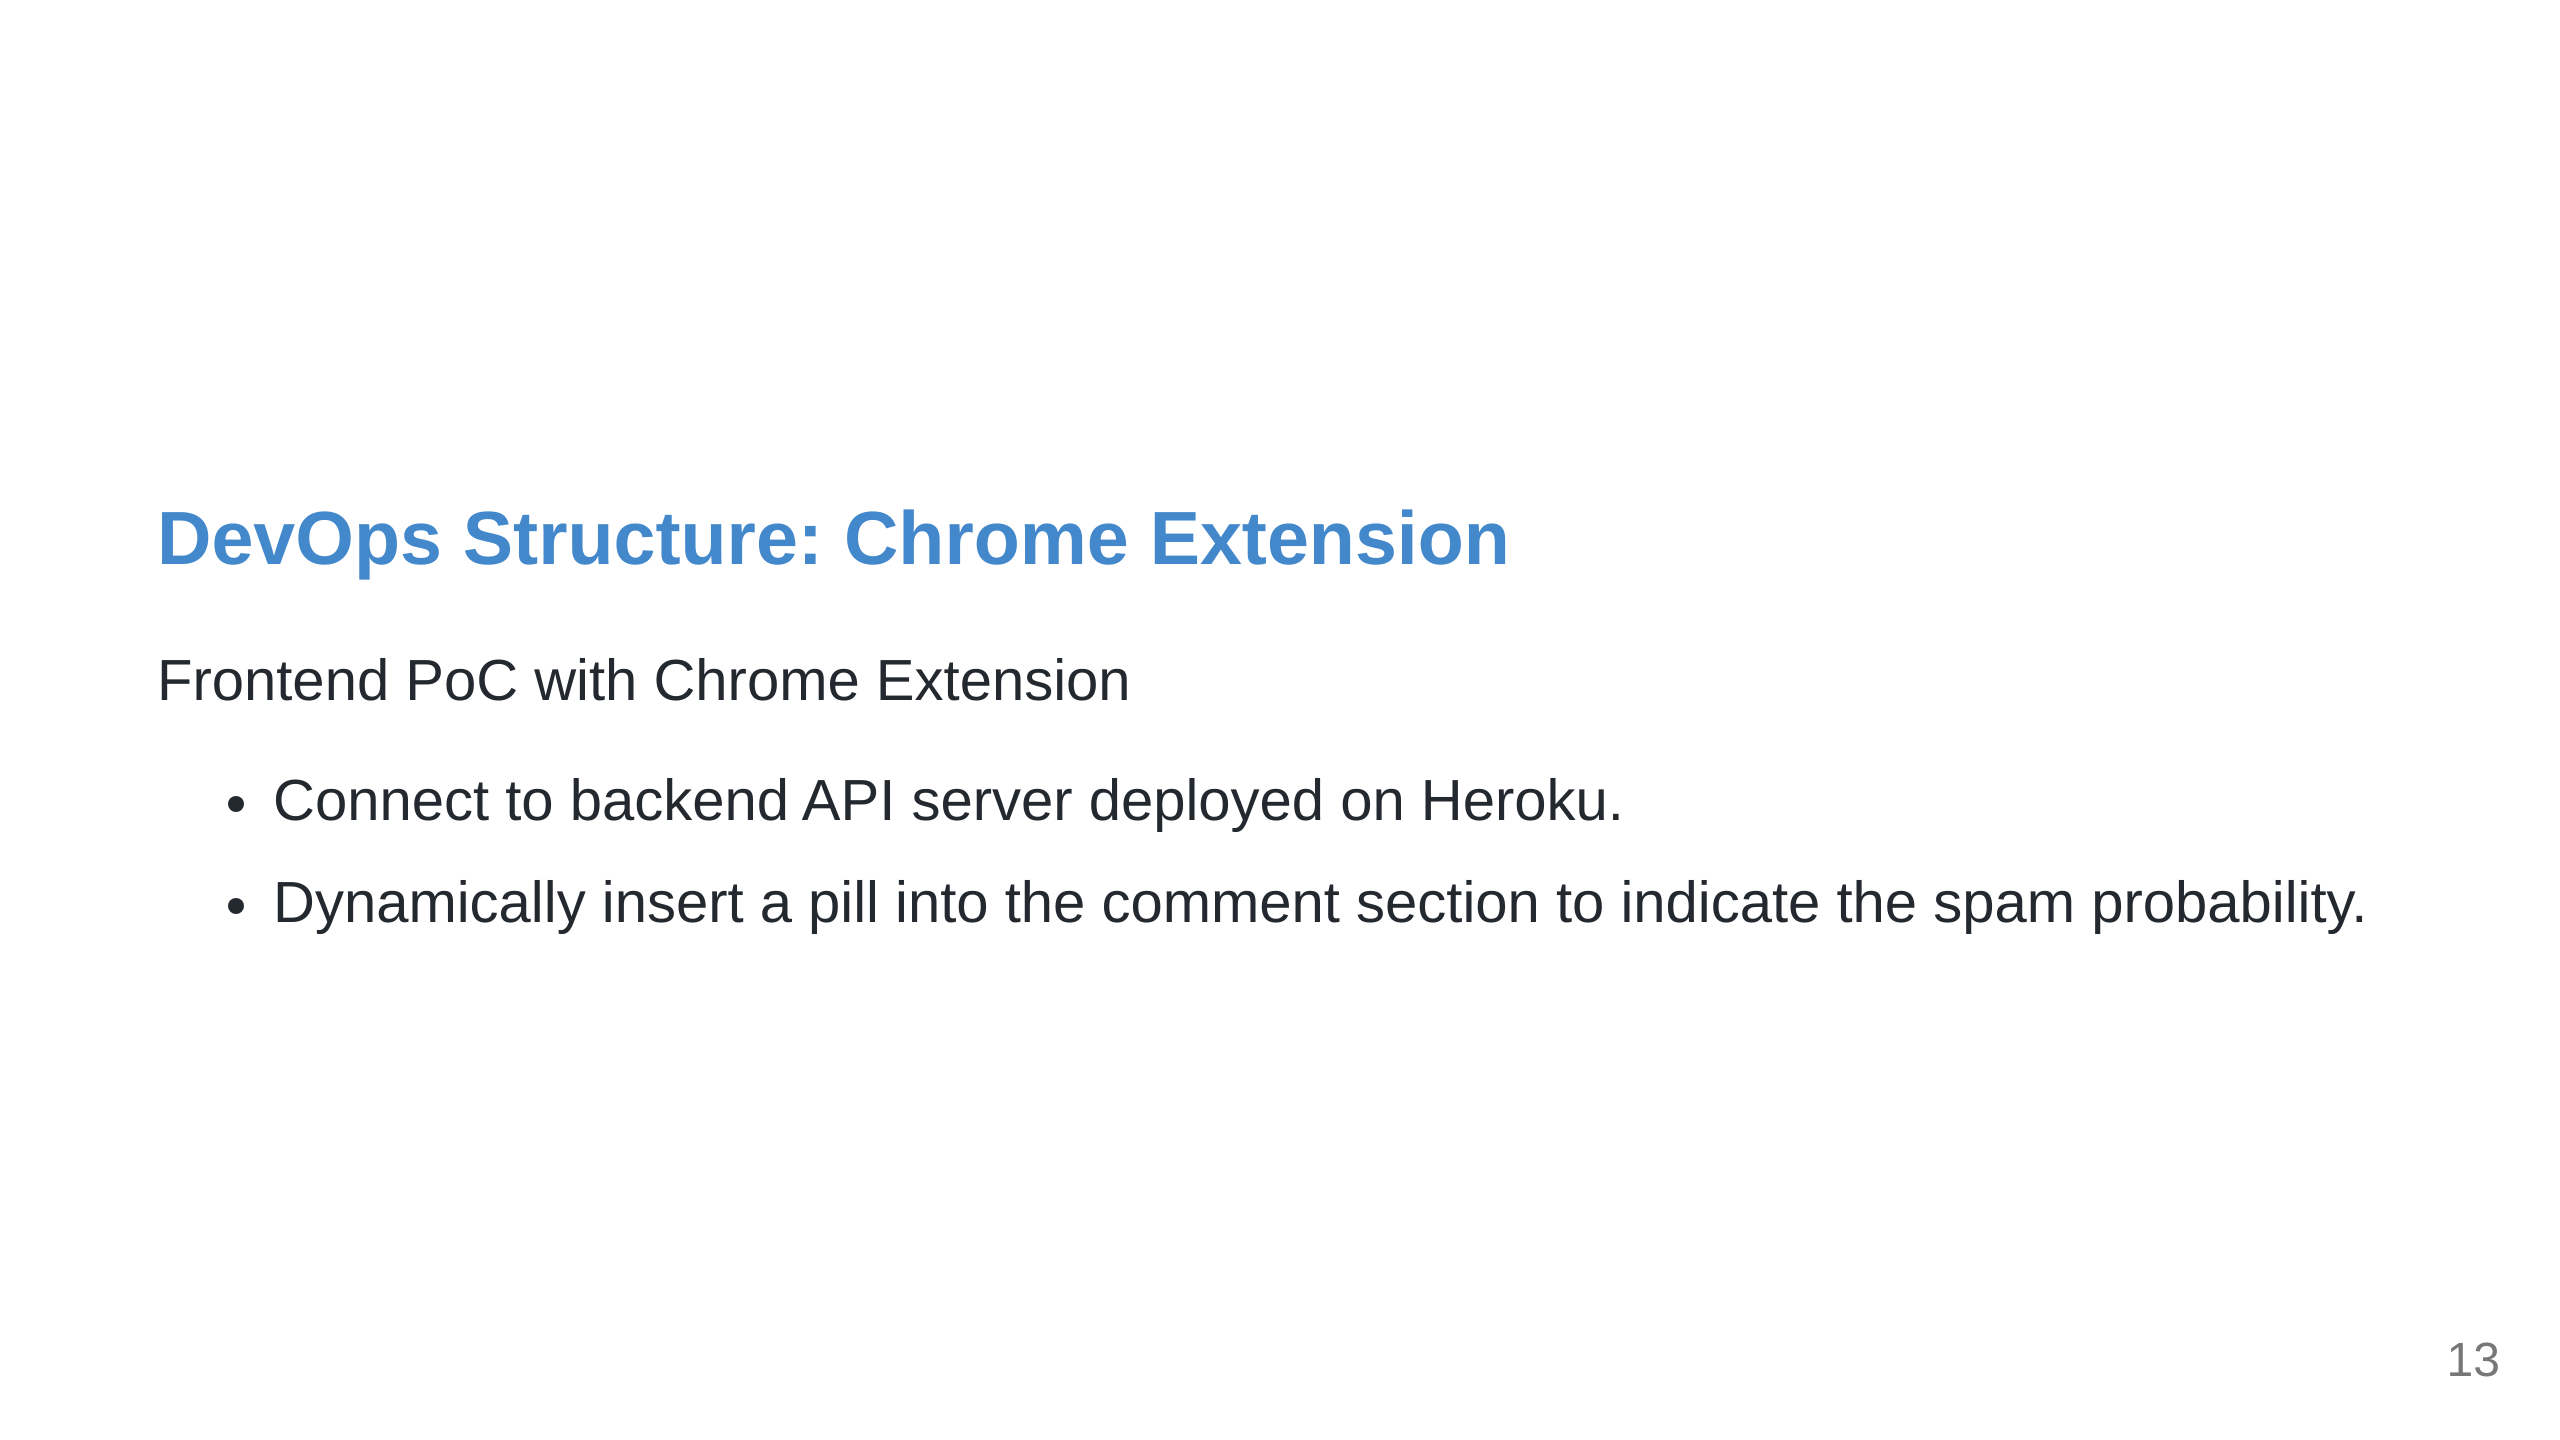 DevOps Structure: Chrome Extension
Frontend PoC with Chrome Extension
• Connect to backend API server deployed on Heroku.
• Dynamically insert a pill into the comment section to indicate the spam probability.
13